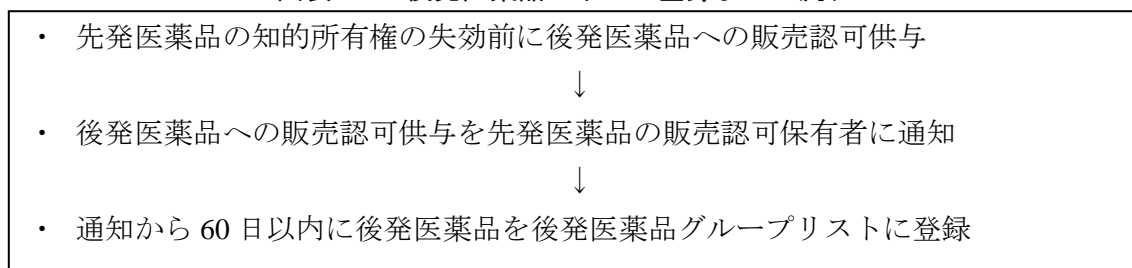 ・ 先発医薬品の知的所有権の失効前に後発医薬品への販売認可供与
↓
・ 後発医薬品への販売認可供与を先発医薬品の販売認可保有者に通知
↓
・ 通知から 60 日以内に後発医薬品を後発医薬品グループリストに登録